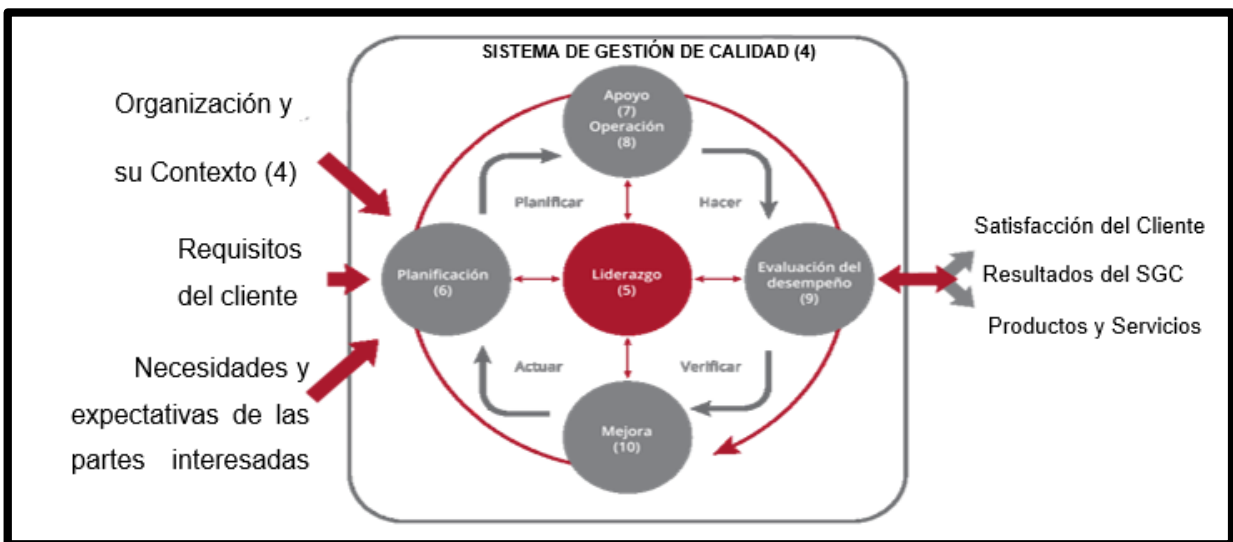 SISTEMA DE GESTIÓN DE CALIDAD (4)
Organización y
su Contexto (4)
Requisitos
del cliente
Necesidades y
expectativas de las
partes interesadas
Apoyo
(7)
Operación
(8)
Planificar
Hacer
Planificación
(6)
Liderazgo
(5)
Evaluación del
desempeño
(9)
Actuar
Verificar
Mejora
(10)
Satisfacción del Cliente
Resultados del SGC
Productos y Servicios